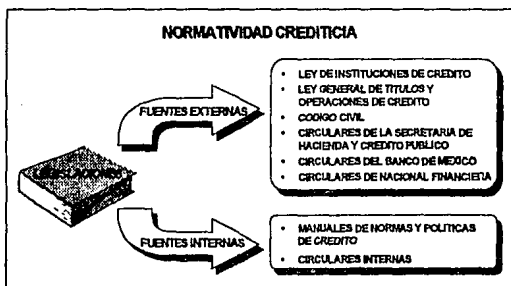 NORMATIVIDAD CREDITICIA
LEGISLACIONES
FUENTES EXTERNAS
• LEY DE INSTITUCIONES DE CRÉDITO
• LEY GENERAL DE TITULOS Y
OPERACIONES DE CREDITO
• CODIGO CIVIL
• CIRCULARES DE LA SECRETARIA DE
HACIENDA Y CREDITO PUBLICO
• CIRCULARES DEL BANCO DE MEXICO
• CIRCULARES DE NACIONAL FINANCIERA
FUENTES INTERNAS
• MANUALES DE NORMAS Y POLITICAS
DE CREDITO
• CIRCULARES INTERNAS